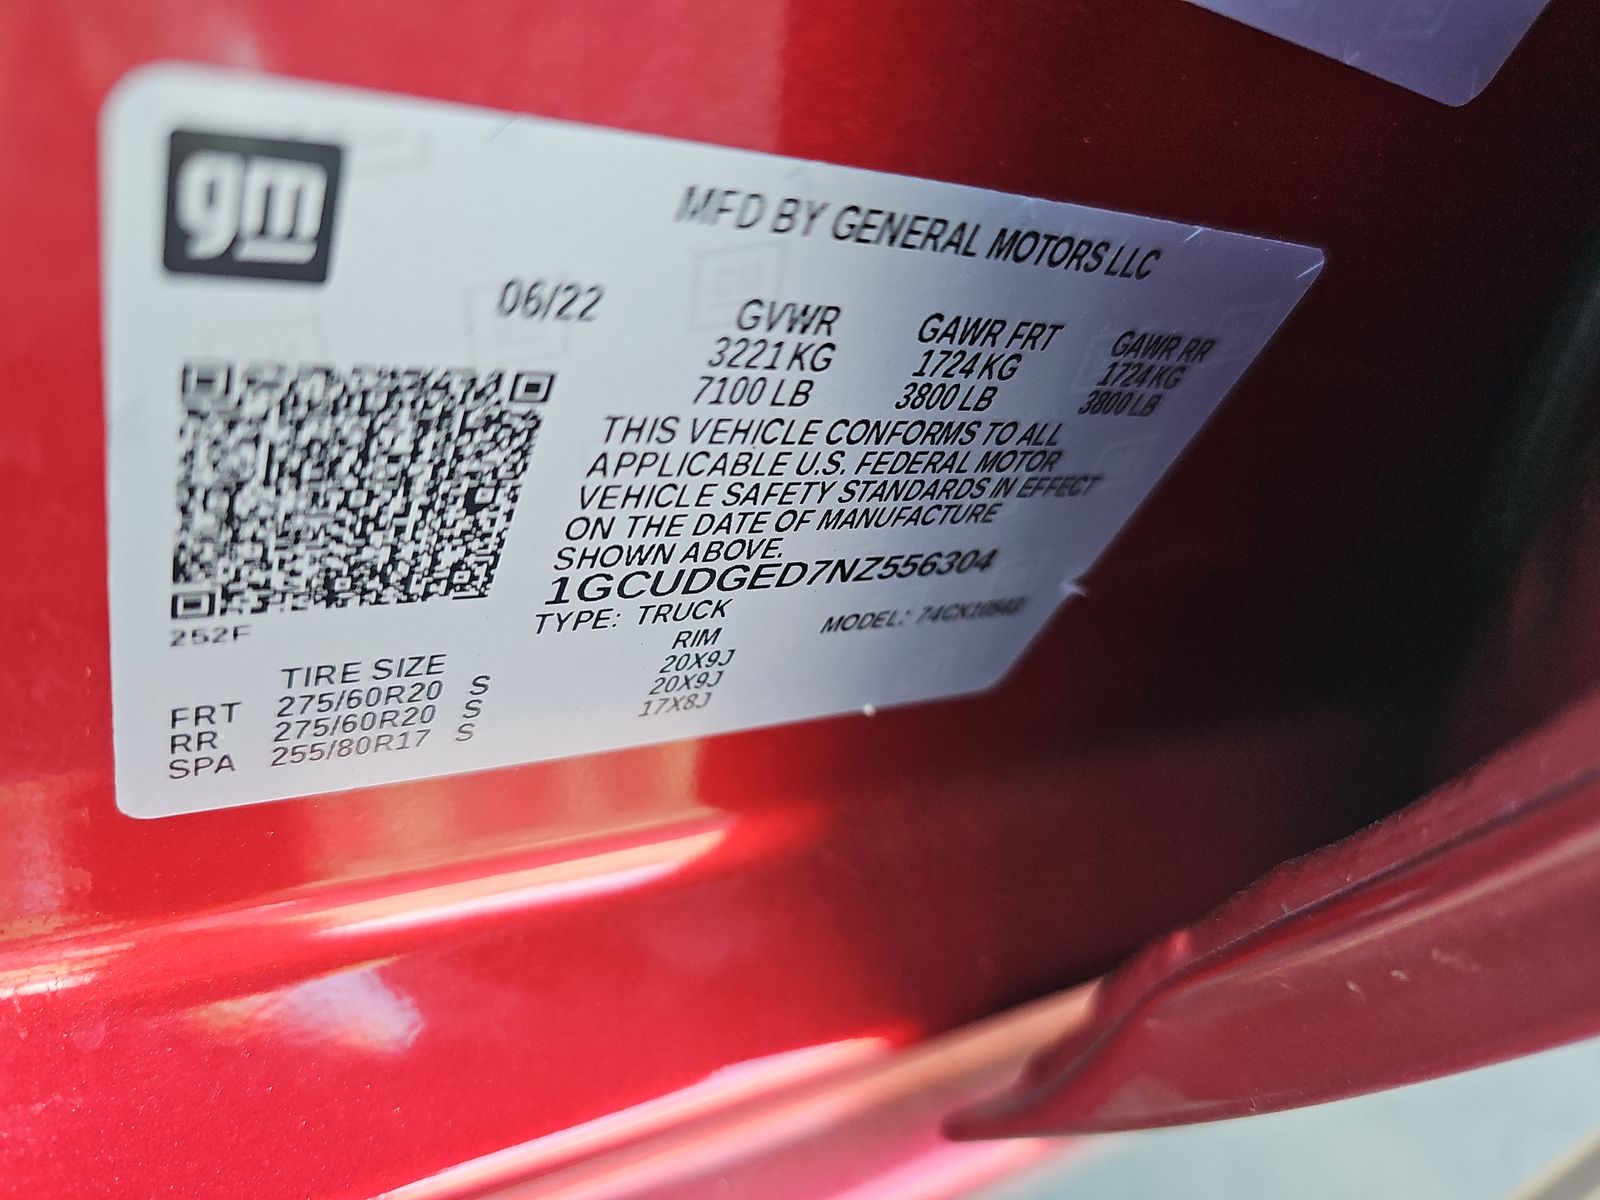 gm
MFD BY GENERAL MOTORS LLC
06/22
GVWR GAWR FRT GAWR RR
3221 KG 1724 KG 1724 KG
7100 LB 3800 LB 3800 LB
THIS VEHICLE CONFORMS TO ALL
APPLICABLE U.S. FEDERAL MOTOR
VEHICLE SAFETY STANDARDS IN EFFECT
ON THE DATE OF MANUFACTURE
SHOWN ABOVE.
1GCUDGED7NZ556304
TYPE: TRUCK MODEL:
252F
TIRE SIZE RIM
FRT 275/60R20 S 20X9J
RR 275/60R20 S 20X9J
SPA 255/80R17 S 17X8J